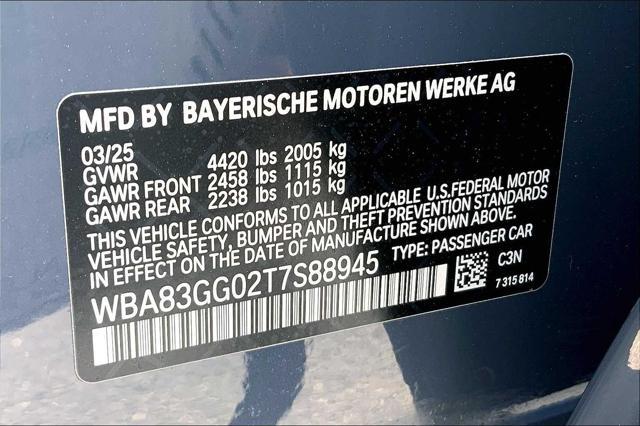 MFD BY BAYERISCHE MOTOREN WERKE AG
03/25
GVWR 4420 lbs 2005 kg
GAWR FRONT 2458 lbs 1115 kg
GAWR REAR 2238 lbs 1015 kg
THIS VEHICLE CONFORMS TO ALL APPLICABLE U.S.FEDERAL MOTOR
VEHICLE SAFETY, BUMPER AND THEFT PREVENTION STANDARDS
IN EFFECT ON THE DATE OF MANUFACTURE SHOWN ABOVE.
WBA83GG02T7S88945 TYPE: PASSENGER CAR
C3N
7 315 814